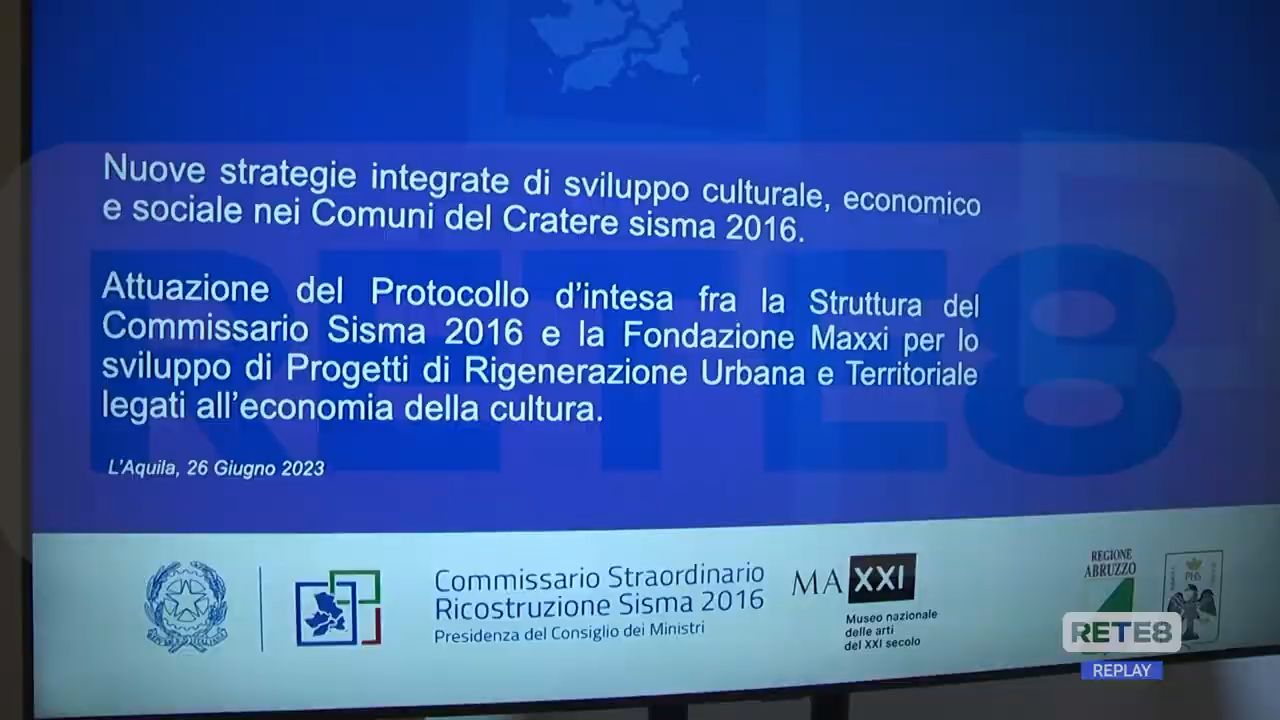 Nuove strategie integrate di sviluppo culturale, economico
e sociale nei Comuni del Cratere sisma 2016.
Attuazione del Protocollo d'intesa fra la Struttura del
Commissario Sisma 2016 e la Fondazione Maxxi per lo
sviluppo di Progetti di Rigenerazione Urbana e Territoriale
legati all'economia della cultura.
L'Aquila, 26 Giugno 2023
RETE8
Commissario Straordinario
Ricostruzione Sisma 2016
Presidenza del Consiglio dei Ministri
MAXXI
Museo nazionale
delle arti
del XXI secolo
REGIONE
ABRUZZO
PHS
RETE8
REPLAY